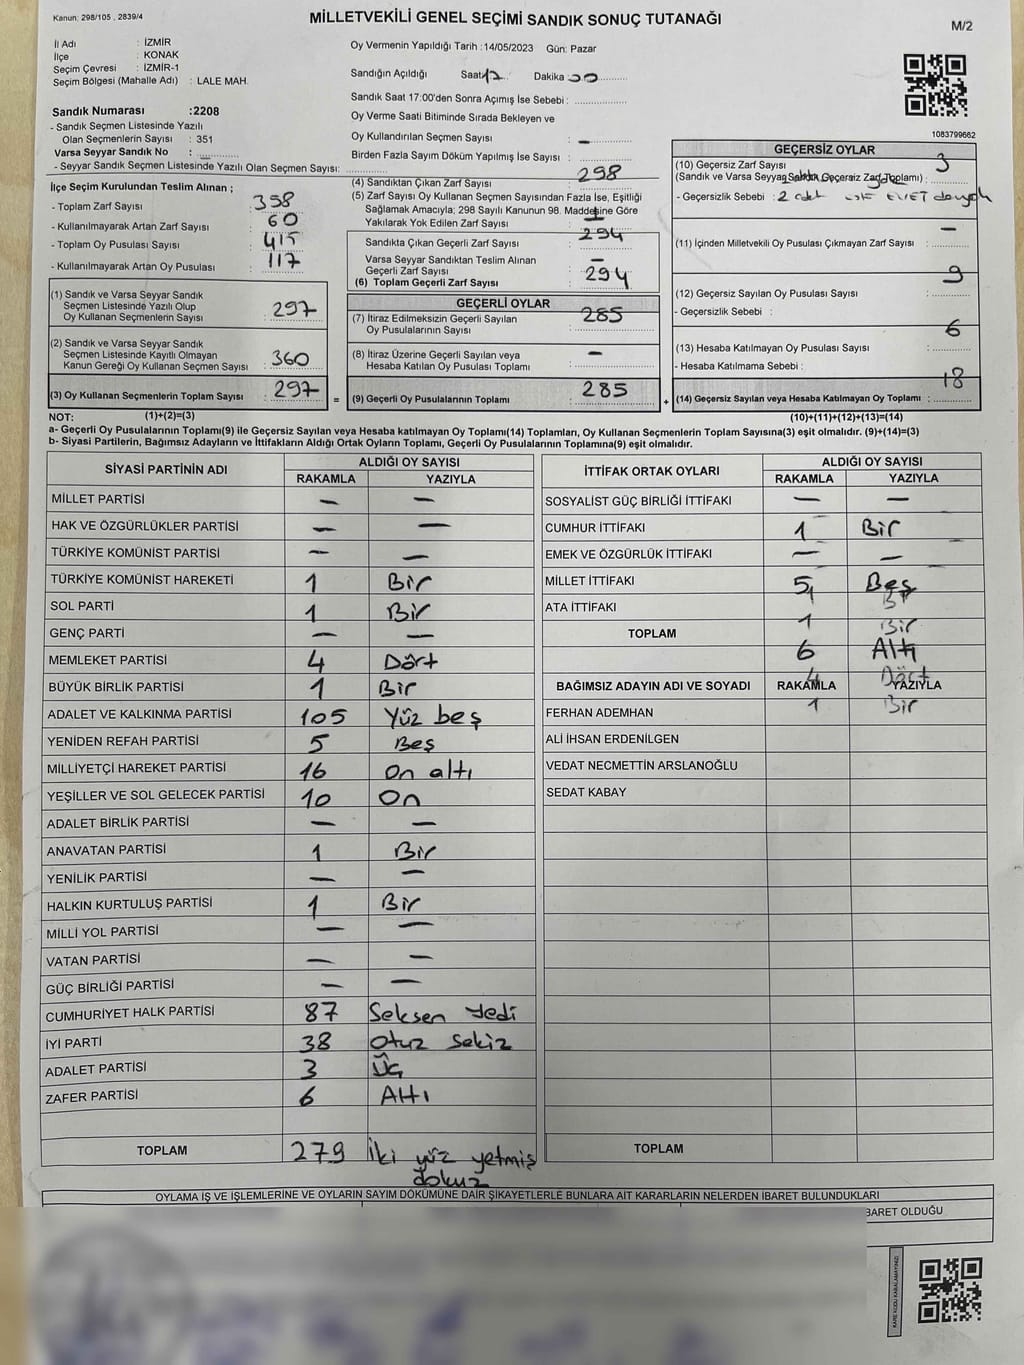 Kanun: 298/105 , 2839/4
MİLLETVEKİLİ GENEL SEÇİMİ SANDIK SONUÇ TUTANAĞI
M/2
İl Adı : İZMİR
İlçe : KONAK
Seçim Çevresi : İZMİR-1
Seçim Bölgesi (Mahalle Adı) : LALE MAH.
Sandık Numarası :2208
- Sandık Seçmen Listesinde Yazılı
Olan Seçmenlerin Sayısı : 351
Varsa Seyyar Sandık No :
- Seyyar Sandık Seçmen Listesinde Yazılı Olan Seçmen Sayısı:
Oy Vermenin Yapıldığı Tarih :14/05/2023 Gün: Pazar
Sandığın Açıldığı Saat 17 Dakika 00
Sandık Saat 17:00'den Sonra Açımış İse Sebebi :
Oy Verme Saati Bitiminde Sırada Bekleyen ve
Oy Kullandırılan Seçmen Sayısı : —
Birden Fazla Sayım Döküm Yapılmış İse Sayısı :
1083799662
İlçe Seçim Kurulundan Teslim Alınan ;
- Toplam Zarf Sayısı : 358
- Kullanılmayarak Artan Zarf Sayısı : 60
- Toplam Oy Pusulası Sayısı : 415
- Kullanılmayarak Artan Oy Pusulası : 117
(1) Sandık ve Varsa Seyyar Sandık
Seçmen Listesinde Yazılı Olup
Oy Kullanan Seçmenlerin Sayısı : 297
(2) Sandık ve Varsa Seyyar Sandık
Seçmen Listesinde Kayıtlı Olmayan
Kanun Gereği Oy Kullanan Seçmen Sayısı : 360
(3) Oy Kullanan Seçmenlerin Toplam Sayısı : 297 =
(4) Sandıktan Çıkan Zarf Sayısı : 298
(5) Zarf Sayısı Oy Kullanan Seçmen Sayısından Fazla İse, Eşitliği
Sağlamak Amacıyla; 298 Sayılı Kanunun 98. Maddesine Göre
Yakılarak Yok Edilen Zarf Sayısı : 1
Sandıkta Çıkan Geçerli Zarf Sayısı : 294
Varsa Seyyar Sandıktan Teslim Alınan
Geçerli Zarf Sayısı : —
(6) Toplam Geçerli Zarf Sayısı : 294
GEÇERLİ OYLAR
(7) İtiraz Edilmeksizin Geçerli Sayılan
Oy Pusulalarının Sayısı : 285
(8) İtiraz Üzerine Geçerli Sayılan veya
Hesaba Katılan Oy Pusulası Toplamı : —
(9) Geçerli Oy Pusulalarının Toplamı : 285 +
GEÇERSİZ OYLAR
(10) Geçersiz Zarf Sayısı 3
(Sandık ve Varsa Seyyar Sandık Geçersiz Zarf Toplamı) :
- Geçersizlik Sebebi : 2 adet EVET
(11) İçinden Milletvekili Oy Pusulası Çıkmayan Zarf Sayısı : —
(12) Geçersiz Sayılan Oy Pusulası Sayısı : 9
- Geçersizlik Sebebi :
(13) Hesaba Katılmayan Oy Pusulası Sayısı : 6
- Hesaba Katılmama Sebebi :
(14) Geçersiz Sayılan veya Hesaba Katılmayan Oy Toplamı : 18
NOT: (1)+(2)=(3) (10)+(11)+(12)+(13)=(14)
a- Geçerli Oy Pusulalarının Toplamı(9) ile Geçersiz Sayılan veya Hesaba katılmayan Oy Toplamı(14) Toplamları, Oy Kullanan Seçmenlerin Toplam Sayısına(3) eşit olmalıdır. (9)+(14)=(3)
b- Siyasi Partilerin, Bağımsız Adayların ve İttifakların Aldığı Ortak Oyların Toplamı, Geçerli Oy Pusulalarının Toplamına(9) eşit olmalıdır.
SİYASİ PARTİNİN ADI ALDIĞI OY SAYISI
RAKAMLA YAZIYLA
MİLLET PARTİSİ — —
HAK VE ÖZGÜRLÜKLER PARTİSİ — —
TÜRKİYE KOMÜNİST PARTİSİ — —
TÜRKİYE KOMÜNİST HAREKETİ 1 Bir
SOL PARTİ 1 Bir
GENÇ PARTİ — —
MEMLEKET PARTİSİ 4 Dört
BÜYÜK BİRLİK PARTİSİ 1 Bir
ADALET VE KALKINMA PARTİSİ 105 Yüz beş
YENİDEN REFAH PARTİSİ 5 Beş
MİLLİYETÇİ HAREKET PARTİSİ 16 On altı
YEŞİLLER VE SOL GELECEK PARTİSİ 10 On
ADALET BİRLİK PARTİSİ — —
ANAVATAN PARTİSİ 1 Bir
YENİLİK PARTİSİ — —
HALKIN KURTULUŞ PARTİSİ 1 Bir
MİLLİ YOL PARTİSİ — —
VATAN PARTİSİ — —
GÜÇ BİRLİĞİ PARTİSİ — —
CUMHURİYET HALK PARTİSİ 87 Seksen yedi
İYİ PARTİ 38 Otuz sekiz
ADALET PARTİSİ 3 Üç
ZAFER PARTİSİ 6 Altı
TOPLAM 279 İki yüz yetmiş
dokuz
İTTİFAK ORTAK OYLARI ALDIĞI OY SAYISI
RAKAMLA YAZIYLA
SOSYALİST GÜÇ BİRLİĞİ İTTİFAKI — —
CUMHUR İTTİFAKI 1 Bir
EMEK VE ÖZGÜRLÜK İTTİFAKI — —
MİLLET İTTİFAKI 5 Beş
ATA İTTİFAKI
1 Bir
TOPLAM 6 Altı
4 Dört
BAĞIMSIZ ADAYIN ADI VE SOYADI RAKAMLA YAZIYLA
FERHAN ADEMHAN 1 Bir
ALİ İHSAN ERDENİLGEN
VEDAT NECMETTİN ARSLANOĞLU
SEDAT KABAY
TOPLAM
OYLAMA İŞ VE İŞLEMLERİNE VE OYLARIN SAYIM DÖKÜMÜNE DAİR ŞİKAYETLERLE BUNLARA AİT KARARLARIN NELERDEN İBARET BULUNDUKLARI
BARET OLDUĞU
KARE KODU KARALAMAYINIZ!